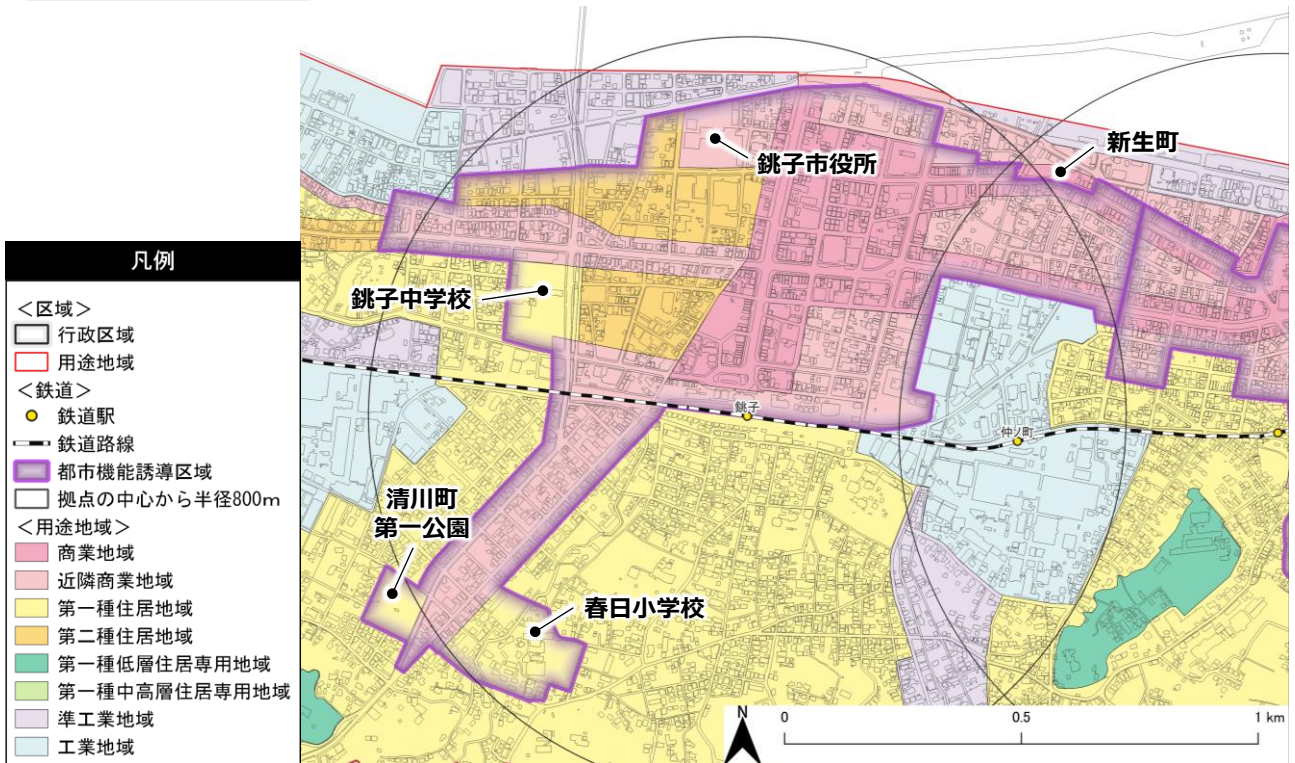 凡例
＜区域＞
行政区域
用途地域
＜鉄道＞
鉄道駅
鉄道路線
都市機能誘導区域
拠点の中心から半径800m
＜用途地域＞
商業地域
近隣商業地域
第一種住居地域
第二種住居地域
第一種低層住居専用地域
第一種中高層住居専用地域
準工業地域
工業地域
銚子市役所
新生町
銚子中学校
銚子
仲ノ町
清川町
第一公園
春日小学校
N
0
0.5
1 km